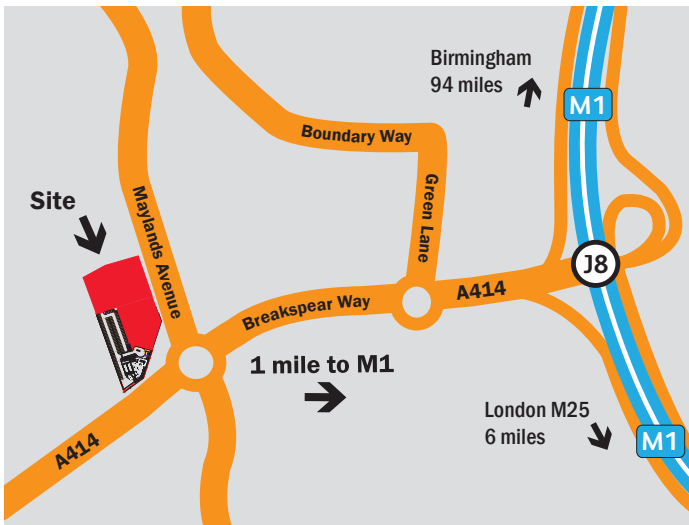 Birmingham
94 miles
M1
Boundary Way
Green Lane
Site
Maylands Avenue
J8
A414
Breakspear Way
1 mile to M1
London M25
6 miles
M1
A414